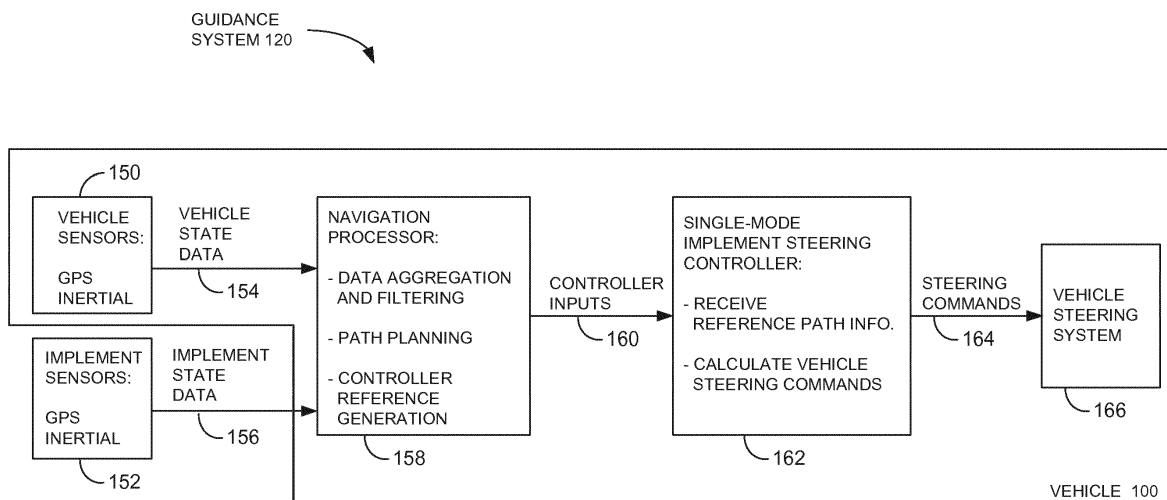 GUIDANCE
SYSTEM 120
150
VEHICLE
SENSORS:
GPS
INERTIAL
VEHICLE
STATE
DATA
154
IMPLEMENT
SENSORS:
GPS
INERTIAL
152
IMPLEMENT
STATE
DATA
156
NAVIGATION
PROCESSOR:
- DATA AGGREGATION
AND FILTERING
- PATH PLANNING
- CONTROLLER
REFERENCE
GENERATION
158
CONTROLLER
INPUTS
160
SINGLE-MODE
IMPLEMENT STEERING
CONTROLLER:
- RECEIVE
REFERENCE PATH INFO.
- CALCULATE VEHICLE
STEERING COMMANDS
162
STEERING
COMMANDS
164
VEHICLE
STEERING
SYSTEM
166
VEHICLE 100